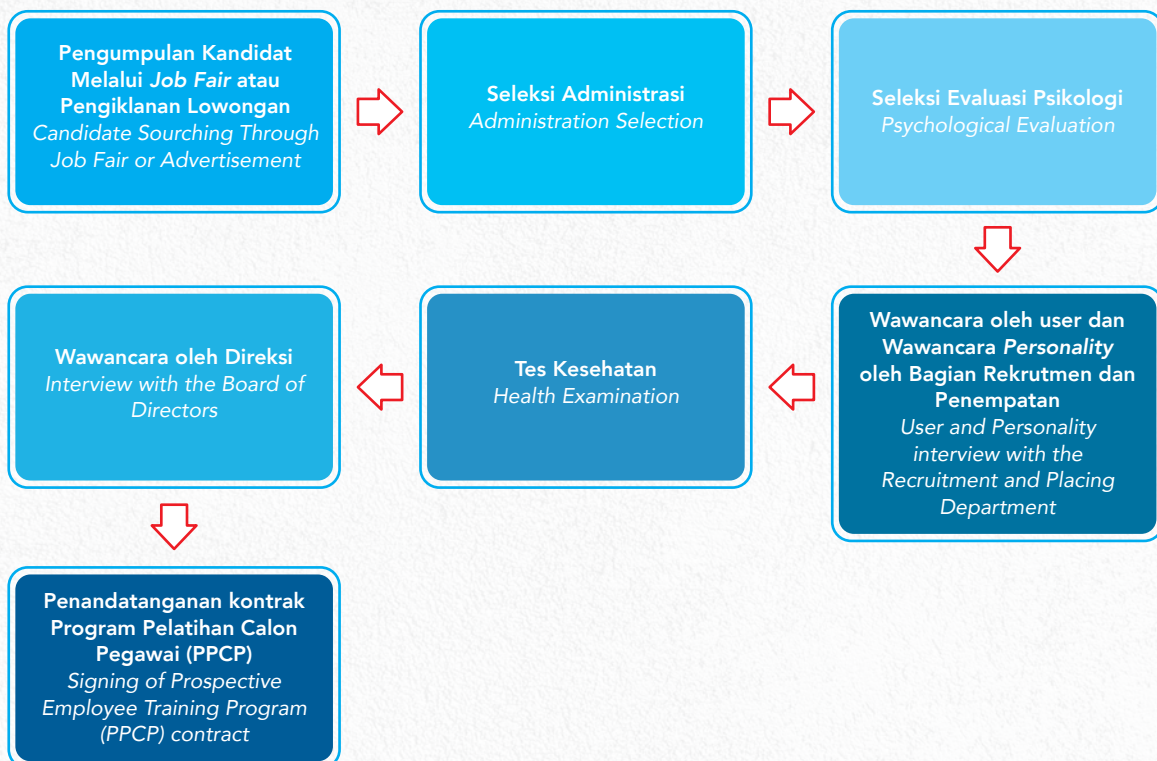 Pengumpulan Kandidat
Melalui Job Fair atau
Pengiklanan Lowongan
Candidate Sourching Through
Job Fair or Advertisement
Seleksi Administrasi
Administration Selection
Seleksi Evaluasi Psikologi
Psychological Evaluation
Wawancara oleh user dan
Wawancara Personality
oleh Bagian Rekrutmen dan
Penempatan
User and Personality
interview with the
Recruitment and Placing
Department
Tes Kesehatan
Health Examination
Wawancara oleh Direksi
Interview with the Board of
Directors
Penandatanganan kontrak
Program Pelatihan Calon
Pegawai (PPCP)
Signing of Prospective
Employee Training Program
(PPCP) contract